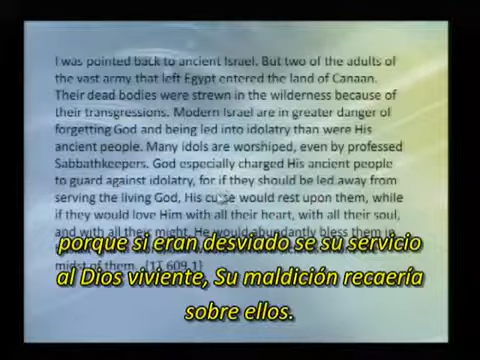 I was pointed back to ancient Israel. But two of the adults of
the vast army that left Egypt entered the land of Canaan.
Their dead bodies were strewn in the wilderness because of
their transgressions. Modern Israel are in greater danger of
forgetting God and being led into idolatry than were His
ancient people. Many idols are worshiped, even by professed
Sabbathkeepers. God especially charged His ancient people
to guard against idolatry, for if they should be led away from
serving the living God, His curse would rest upon them, while
if they would love Him with all their heart, with all their soul,
and with all their might, He would abundantly bless them in
midst of them. {1T 609.1}
porque si eran desviado se su servicio
al Dios viviente, Su maldición recaería
sobre ellos.